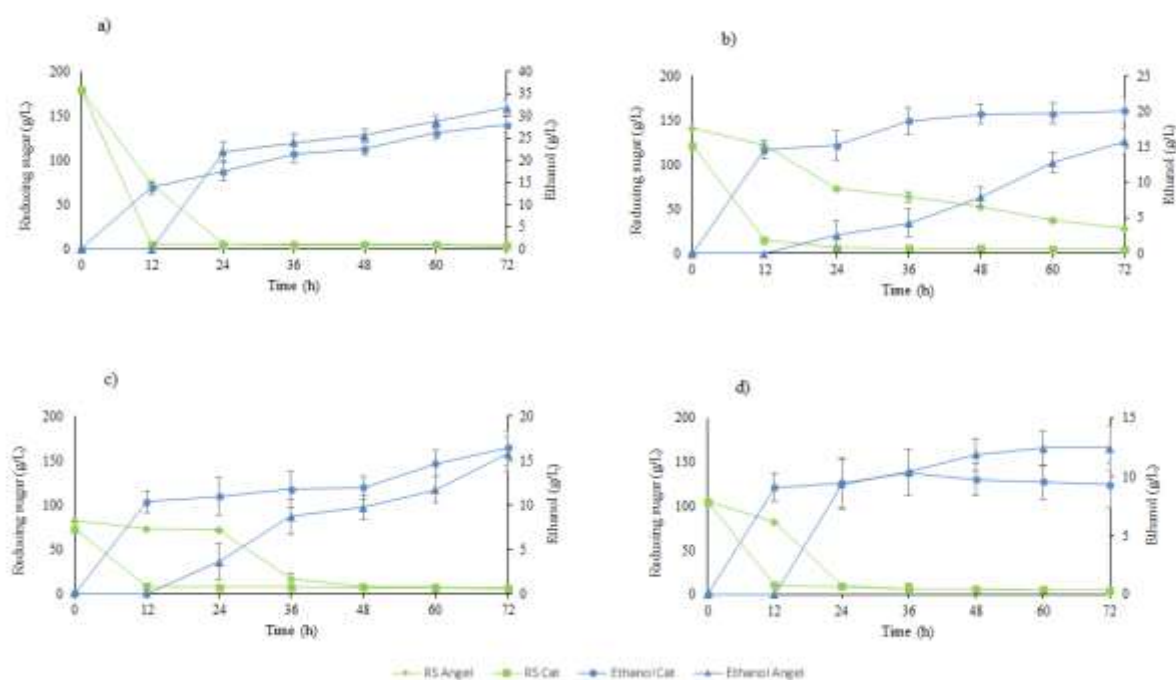 a)
200
150
100
50
0
Reducing sugar (g/L)
40
35
30
25
20
15
10
5
0
Ethanol (g/L)
0 12 24 36 48 60 72
Time (h)
b)
200
150
100
50
0
Reducing sugar (g/L)
25
20
15
10
5
0
Ethanol (g/L)
0 12 24 36 48 60 72
Time (h)
c)
200
150
100
50
0
Reducing sugar (g/L)
20
15
10
5
0
Ethanol (g/L)
0 12 24 36 48 60 72
Time (h)
d)
200
150
100
50
0
Reducing sugar (g/L)
15
10
5
0
Ethanol (g/L)
0 12 24 36 48 60 72
Time (h)
RS Angel RS Cat Ethanol Cat Ethanol Angel